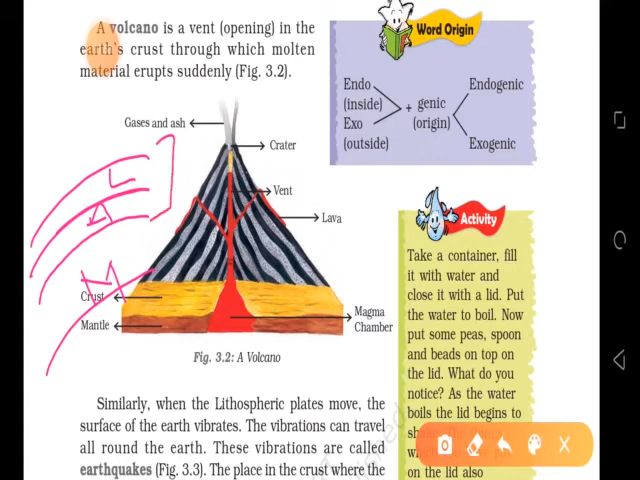 A volcano is a vent (opening) in the
earth's crust through which molten
material erupts suddenly (Fig. 3.2).
Word Origin
Endo
(inside)
Exo
(outside)
+ genic
(origin)
Endogenic
Exogenic
Gases and ash
Crater
Vent
Lava
Crust
Mantle
Magma
Chamber
Fig. 3.2: A Volcano
Activity
Take a container, fill
it with water and
close it with a lid. Put
the water to boil. Now
put some peas, spoon
and beads on top on
the lid. What do you
notice? As the water
boils the lid begins to
on the lid also
Similarly, when the Lithospheric plates move, the
surface of the earth vibrates. The vibrations can travel
all round the earth. These vibrations are called
earthquakes (Fig. 3.3). The place in the crust where the